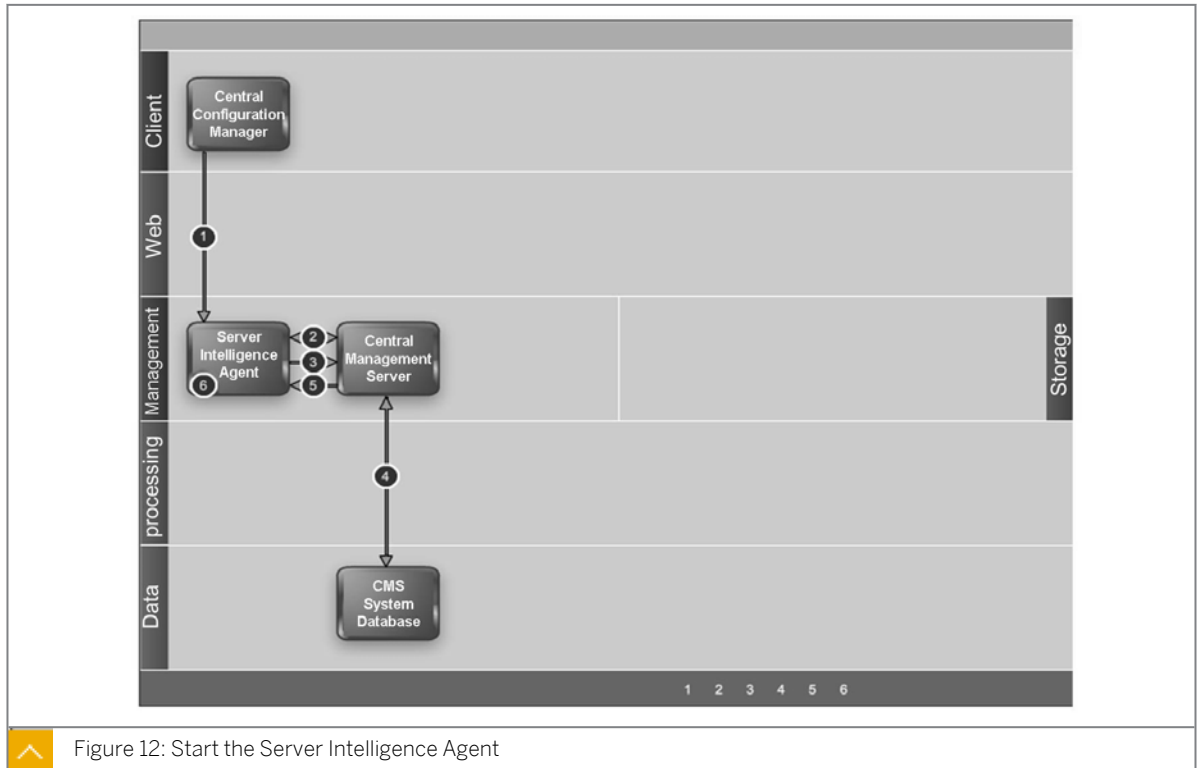 Client
Central
Configuration
Manager
Web
1
Management
Server
Intelligence
Agent
6
2
3
5
Central
Management
Server
Storage
processing
4
Data
CMS
System
Database
1 2 3 4 5 6
Figure 12: Start the Server Intelligence Agent